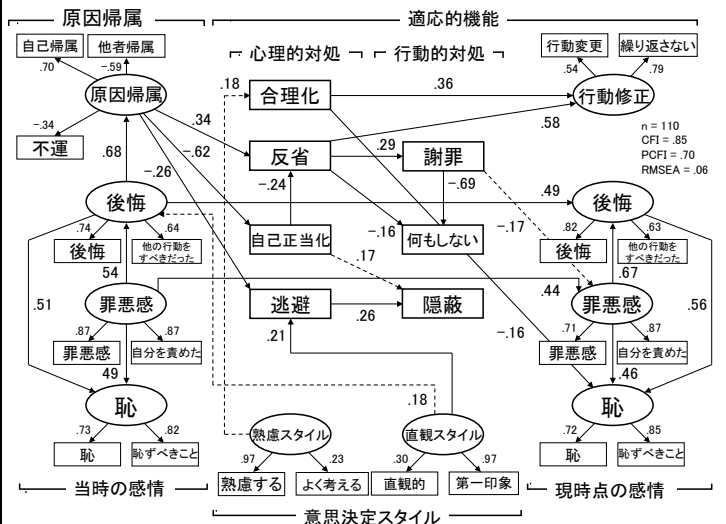 原因帰属
適応的機能
自己帰属
他者帰属
心理的対処
行動的対処
行動変更
繰り返さない
.70
-.59
.18
.36
.54
.79
原因帰属
合理化
行動修正
-.34
.34
.58
n = 110
CFI = .85
PCFI = .70
RMSEA = .06
不運
.68
-.62
反省
.29
謝罪
-.26
-.24
-.69
.49
後悔
後悔
-.16
-.17
.74
.64
自己正当化
何もしない
.82
.63
後悔
他の行動を
すべきだった
.17
後悔
他の行動を
すべきだった
54
.67
.51
罪悪感
逃避
.26
隠蔽
.44
罪悪感
.56
.87
.87
.21
-.16
.71
.87
罪悪感
自分を責めた
罪悪感
自分を責めた
49
.46
恥
.18
恥
.73
.82
熟慮スタイル
直観スタイル
.72
.85
恥
恥ずべきこと
.97
.23
.30
.97
恥
恥ずべきこと
熟慮する
よく考える
直観的
第一印象
当時の感情
現時点の感情
意思決定スタイル